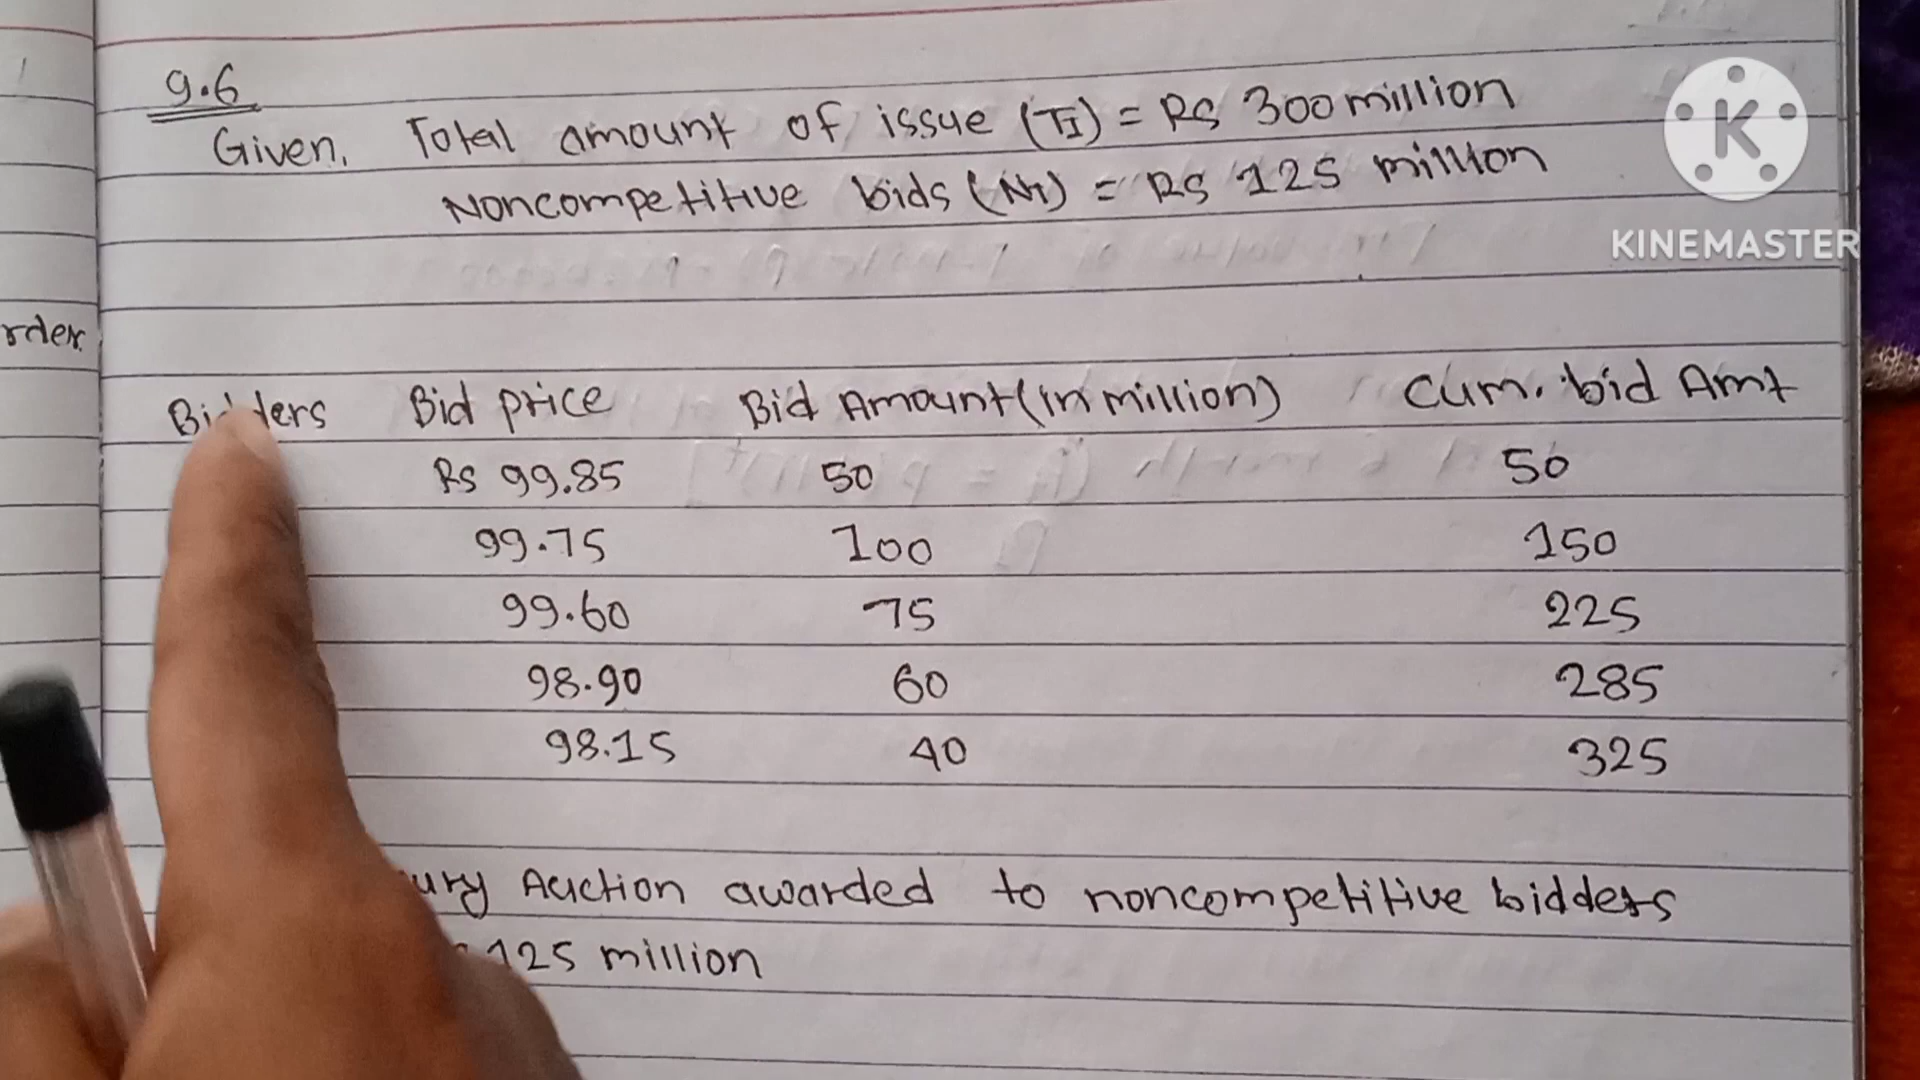 9.6
Given, Total amount of issue (TI) = Rs 300 million
Noncompetitive bids (NI) = Rs 125 million
KINEMASTER
rder.
Bidders Bid price Bid Amount (in million) Cum. bid Amt
Rs 99.85 50 50
99.75 100 150
99.60 75 225
98.90 60 285
98.15 40 325
ury Auction awarded to noncompetitive bidders
125 million